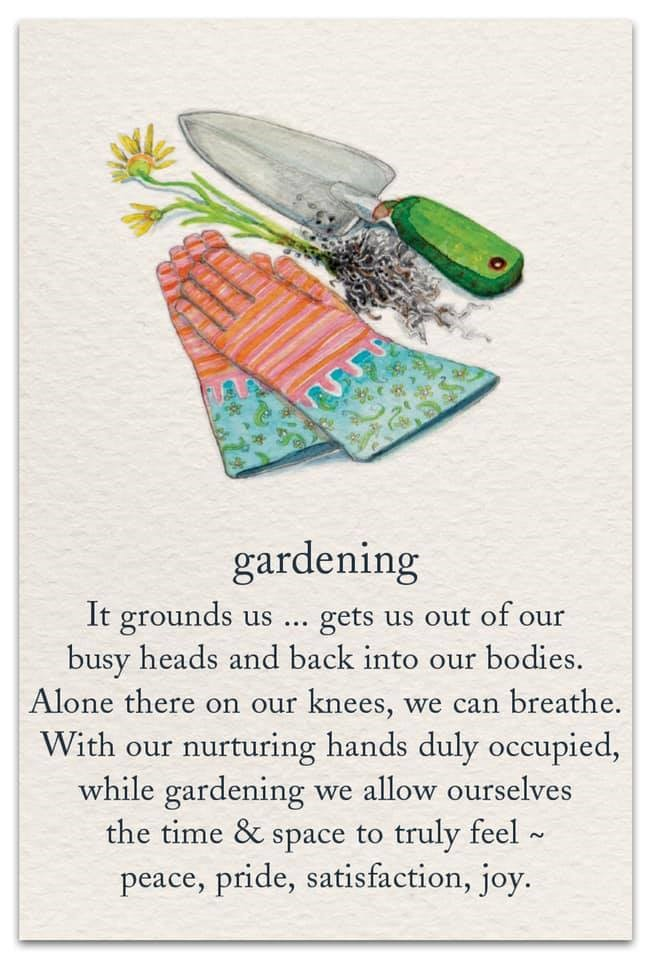 gardening
It grounds us ... gets us out of our
busy heads and back into our bodies.
Alone there on our knees, we can breathe.
With our nurturing hands duly occupied,
while gardening we allow ourselves
the time & space to truly feel ~
peace, pride, satisfaction, joy.